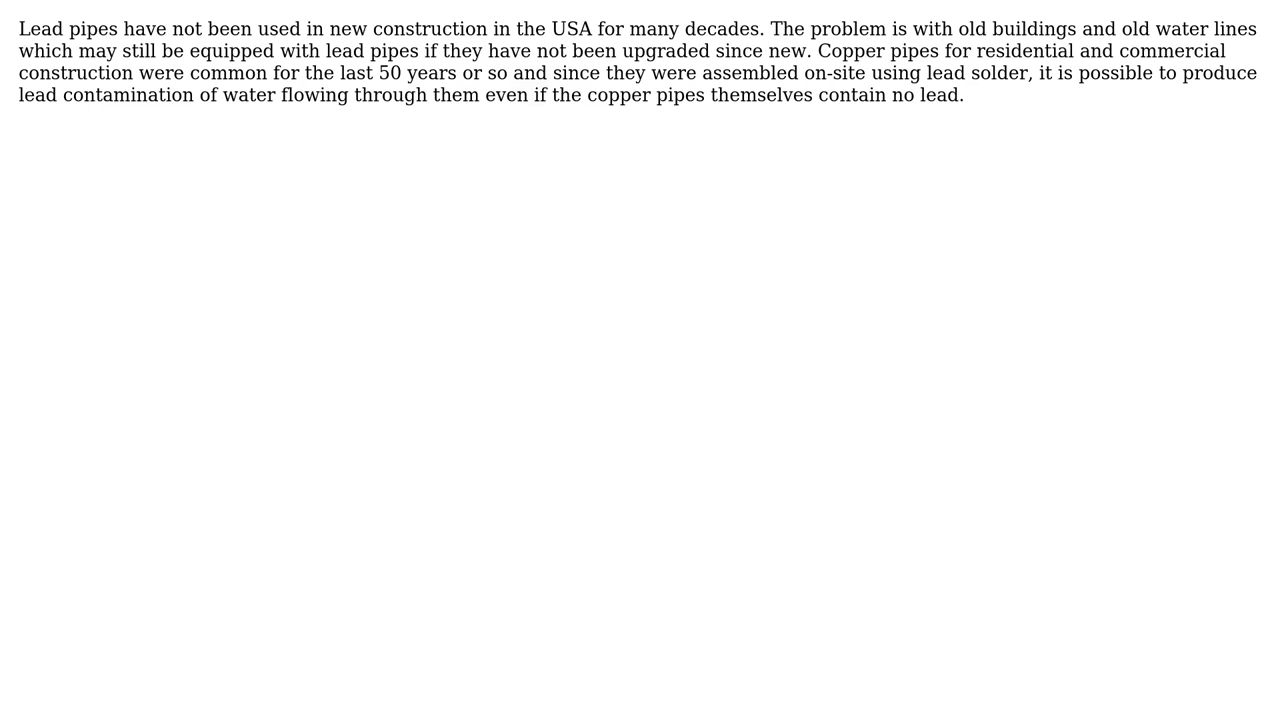 Lead pipes have not been used in new construction in the USA for many decades. The problem is with old buildings and old water lines
which may still be equipped with lead pipes if they have not been upgraded since new. Copper pipes for residential and commercial
construction were common for the last 50 years or so and since they were assembled on-site using lead solder, it is possible to produce
lead contamination of water flowing through them even if the copper pipes themselves contain no lead.